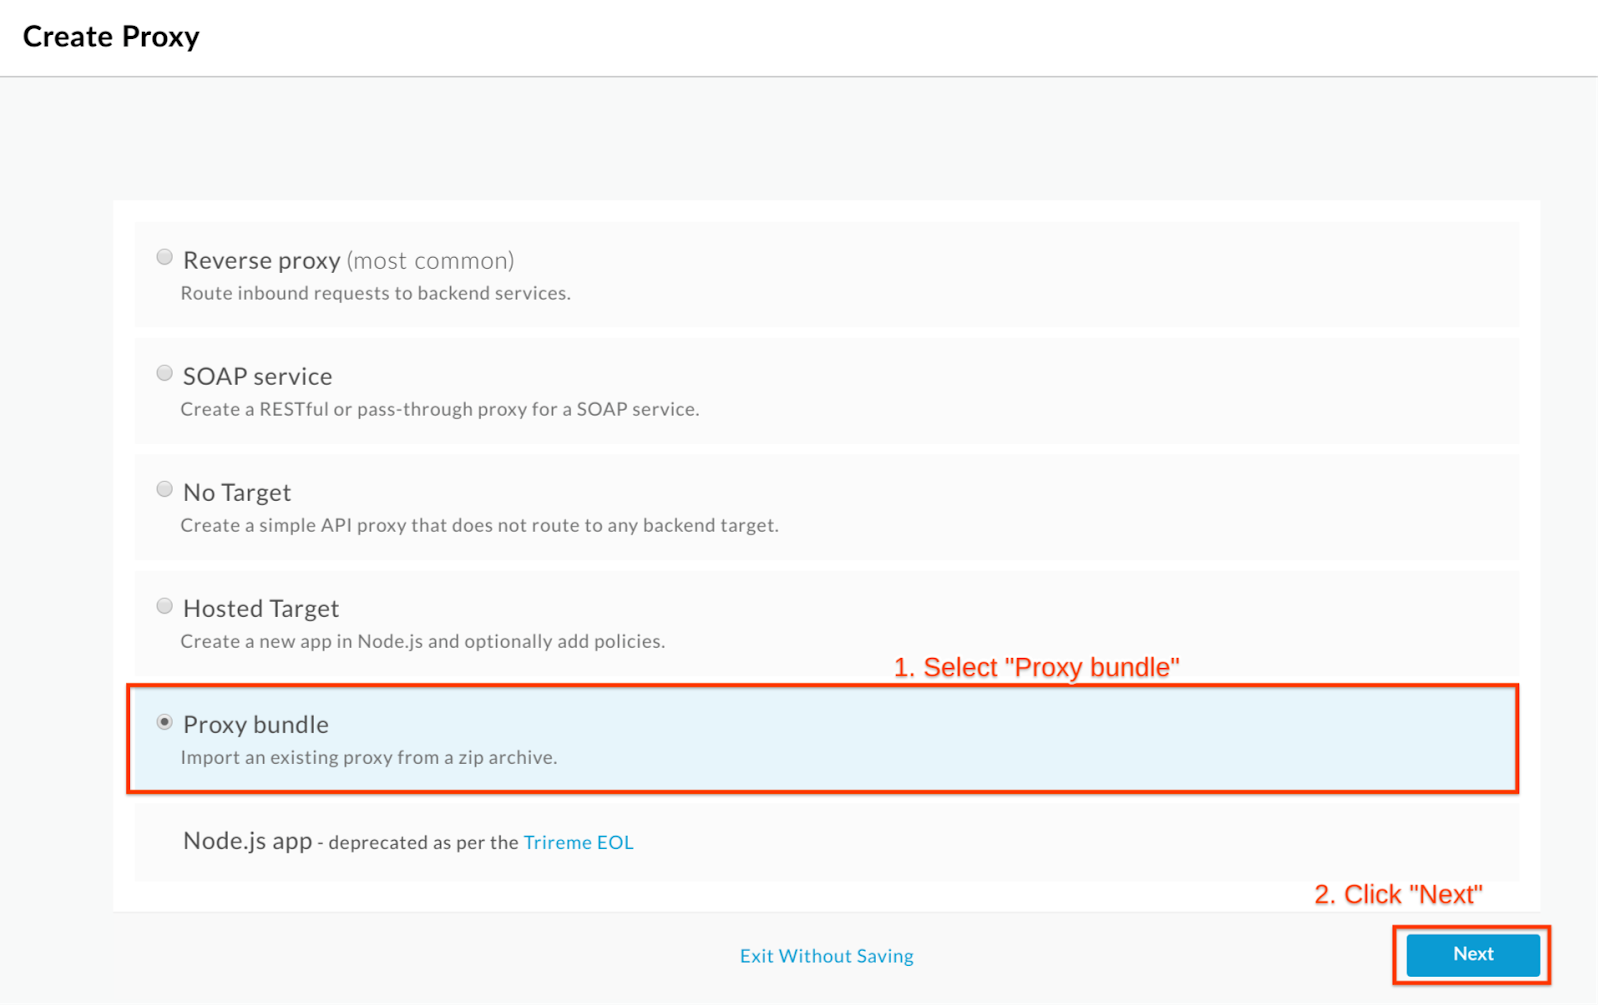 Create Proxy
Reverse proxy (most common)
Route inbound requests to backend services.
SOAP service
Create a RESTful or pass-through proxy for a SOAP service.
No Target
Create a simple API proxy that does not route to any backend target.
Hosted Target
Create a new app in Node.js and optionally add policies.
1. Select "Proxy bundle"
Proxy bundle
Import an existing proxy from a zip archive.
Node.js app - deprecated as per the Trireme EOL
2. Click "Next"
Exit Without Saving
Next